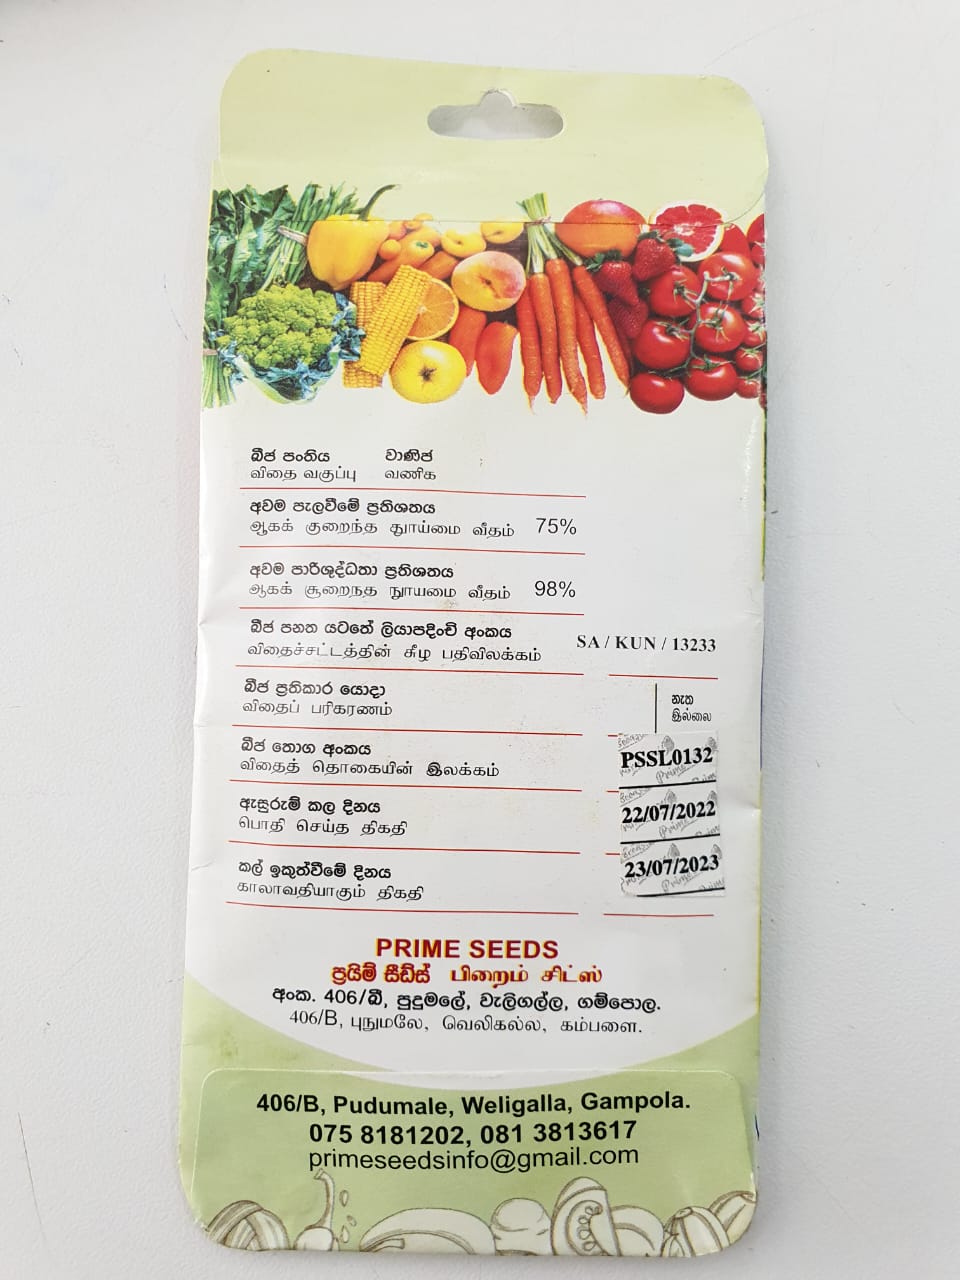 බීජ පංතිය වාණිජ
விதை வகுப்பு வணிக
අවම පැලවීමේ ප්‍රතිශතය
ஆகக் குறைந்த தூய்மை வீதம் 75%
අවම පාරිශුද්ධතා ප්‍රතිශතය
ஆகக் சூறைநத நூாயமை வீதம் 98%
බීජ පනත යටතේ ලියාපදිංචි අංකය
விதைச்சட்டத்தின் சீழ பதிவிலக்கம் SA / KUN / 13233
බීජ ප්‍රතිකාර යොදා නැත
விதைப் பரிகரணம் இல்லை
බීජ තොග අංකය
விதைத் தொகையின் இலக்கம் PSSL0132
ඇසුරුම් කල දිනය
பொதி செய்த திகதி 22/07/2022
කල් ඉකුත්වීමේ දිනය
காலாவதியாகும் திகதி 23/07/2023
PRIME SEEDS
ප්‍රයිම් සීඩ්ස් பிறைம் சிட்ஸ்
අංක. 406/බී, පුදුමලේ, වැලිගල්ල, ගම්පොල.
406/B, புநுமலே, வெலிகல்ல, கம்பளை.
406/B, Pudumale, Weligalla, Gampola.
075 8181202, 081 3813617
primeseedsinfo@gmail.com